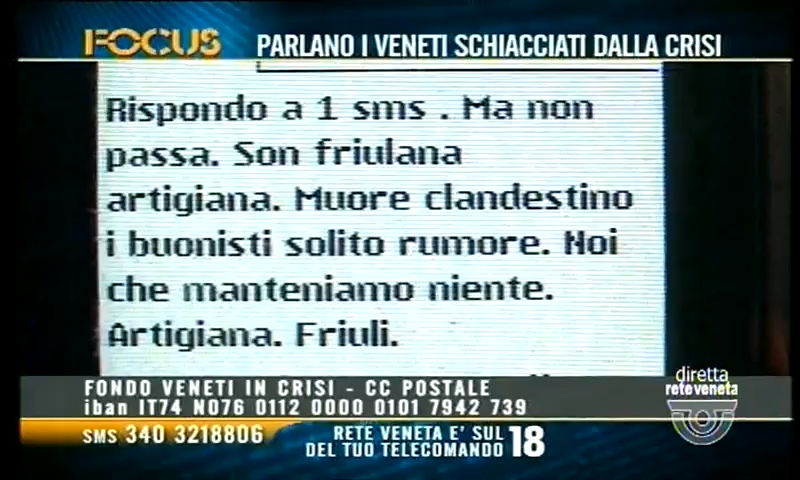 FOCUS PARLANO I VENETI SCHIACCIATI DALLA CRISI
Rispondo a 1 sms . Ma non
passa. Son friulana
artigiana. Muore clandestino
i buonisti solito rumore. Noi
che manteniamo niente.
Artigiana. Friuli.
FONDO VENETI IN CRISI - CC POSTALE
iban IT74 N076 0112 0000 0101 7942 739
diretta
reteveneta
SMS 340 3218806
RETE VENETA E' SUL
DEL TUO TELECOMANDO 18